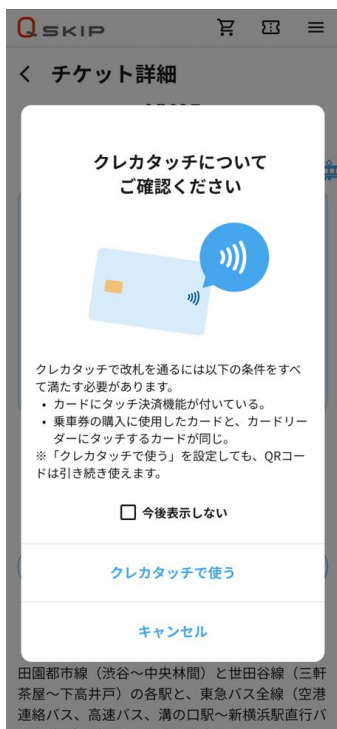 Q SKIP
チケット詳細
クレカタッチについて
ご確認ください
クレカタッチで改札を通るには以下の条件をすべ
て満たす必要があります。
• カードにタッチ決済機能が付いている。
• 乗車券の購入に使用したカードと、カードリー
ダーにタッチするカードが同じ。
※「クレカタッチで使う」を設定しても、QRコー
ドは引き続き使えます。
今後表示しない
クレカタッチで使う
キャンセル
田園都市線（渋谷〜中央林間）と世田谷線（三軒
茶屋〜下高井戸）の各駅と、東急バス全線（空港
連絡バス、高速バス、溝の口駅〜新横浜駅直行バ